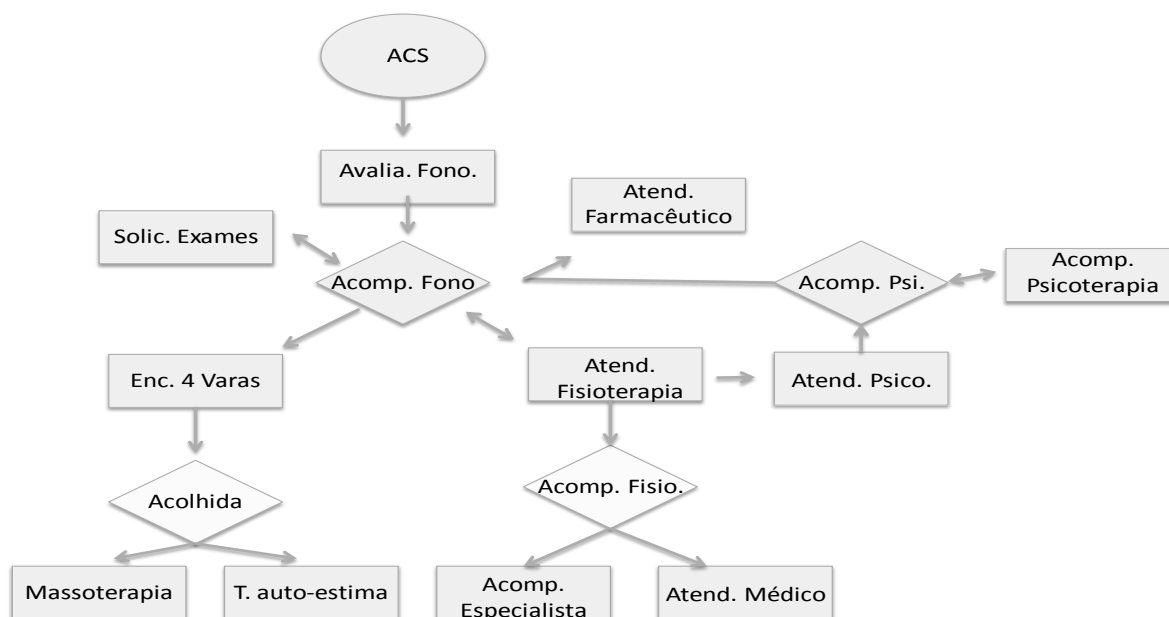 ACS
Avalia. Fono.
Atend.
Farmacêutico
Solic. Exames
Acomp. Fono
Acomp. Psi.
Acomp.
Psicoterapia
Enc. 4 Varas
Atend.
Fisioterapia
Atend. Psico.
Acolhida
Acomp. Fisio.
Massoterapia
T. auto-estima
Acomp.
Especialista
Atend. Médico